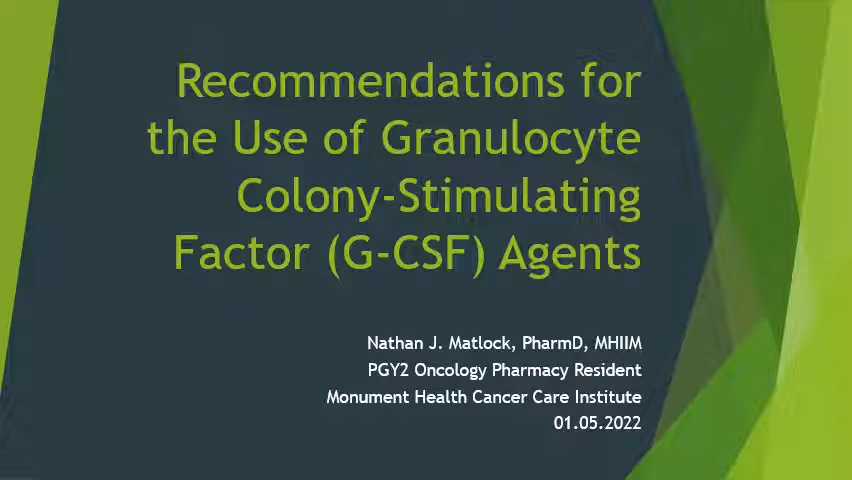 Recommendations for
the Use of Granulocyte
Colony-Stimulating
Factor (G-CSF) Agents
Nathan J. Matlock, PharmD, MHIIM
PGY2 Oncology Pharmacy Resident
Monument Health Cancer Care Institute
01.05.2022